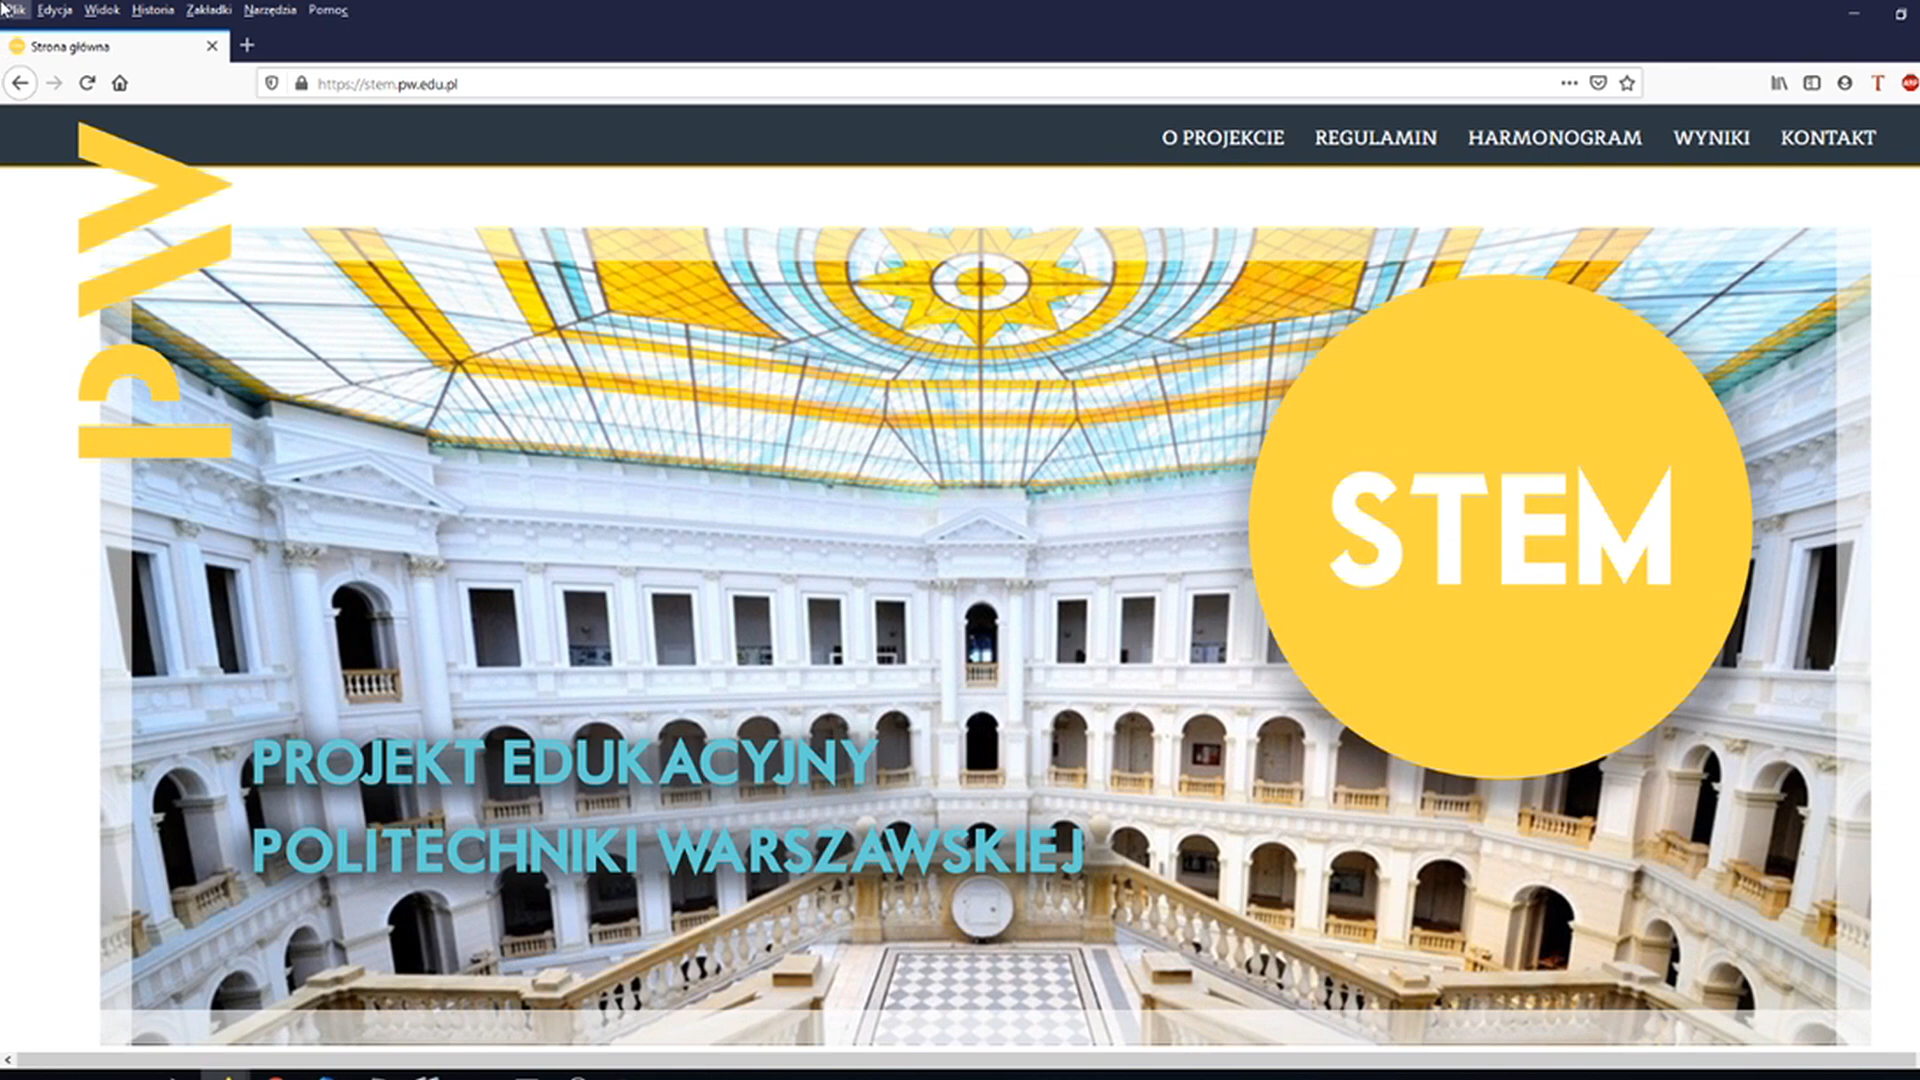 Plik Edycja Widok Historia Zakładki Narzędzia Pomoc
Strona główna
https://stem.pw.edu.pl
O PROJEKCIE REGULAMIN HARMONOGRAM WYNIKI KONTAKT
PW
STEM
PROJEKT EDUKACYJNY
POLITECHNIKI WARSZAWSKIEJ